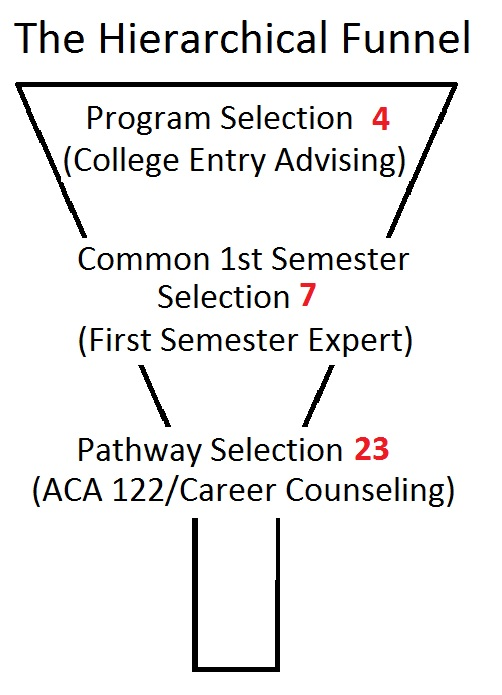 The Hierarchical Funnel
Program Selection 4
(College Entry Advising)
Common 1st Semester
Selection 7
(First Semester Expert)
Pathway Selection 23
(ACA 122/Career Counseling)